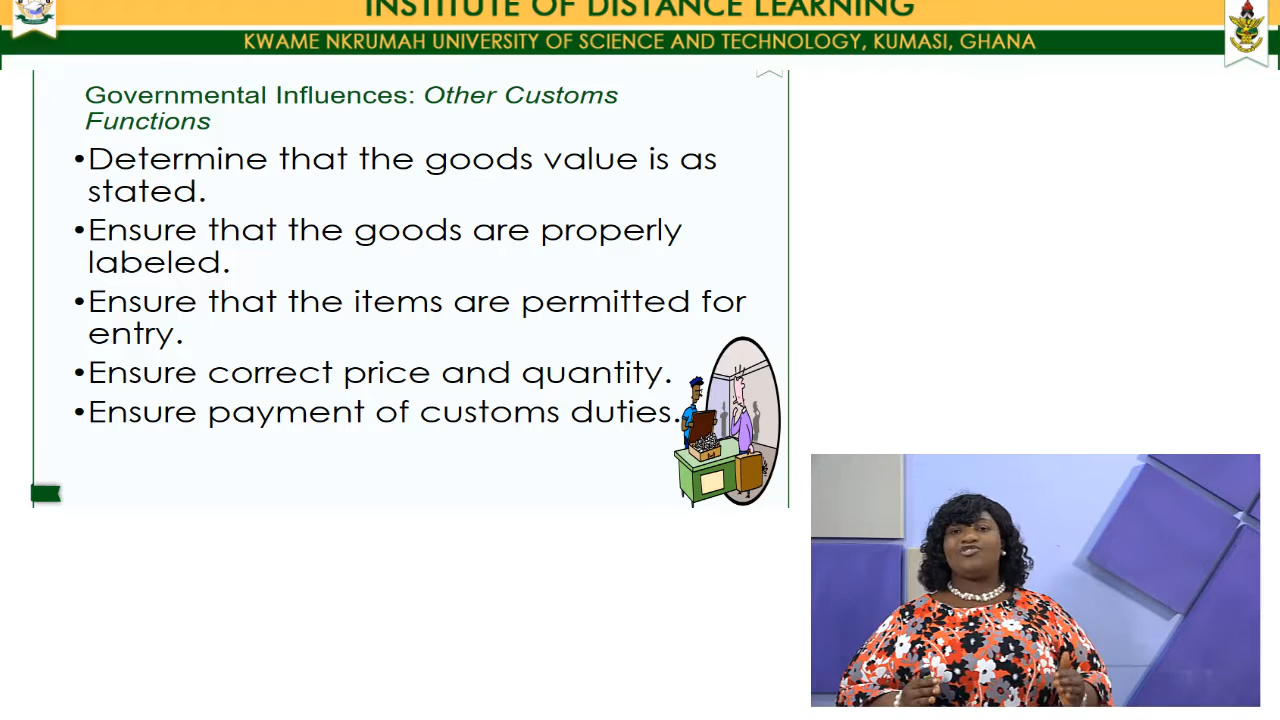 INSTITUTE OF DISTANCE LEARNING
KWAME NKRUMAH UNIVERSITY OF SCIENCE AND TECHNOLOGY, KUMASI, GHANA
Governmental Influences: Other Customs
Functions
•Determine that the goods value is as
stated.
•Ensure that the goods are properly
labeled.
•Ensure that the items are permitted for
entry.
•Ensure correct price and quantity.
•Ensure payment of customs duties.